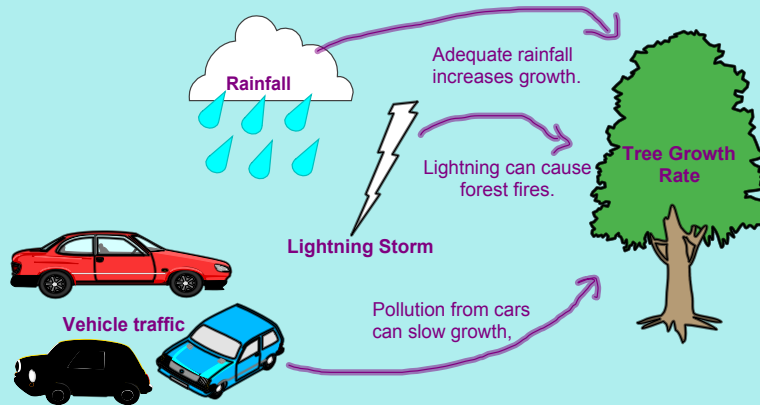 Rainfall
Adequate rainfall
increases growth.
Lightning can cause
forest fires.
Tree Growth
Rate
Lightning Storm
Vehicle traffic
Pollution from cars
can slow growth,